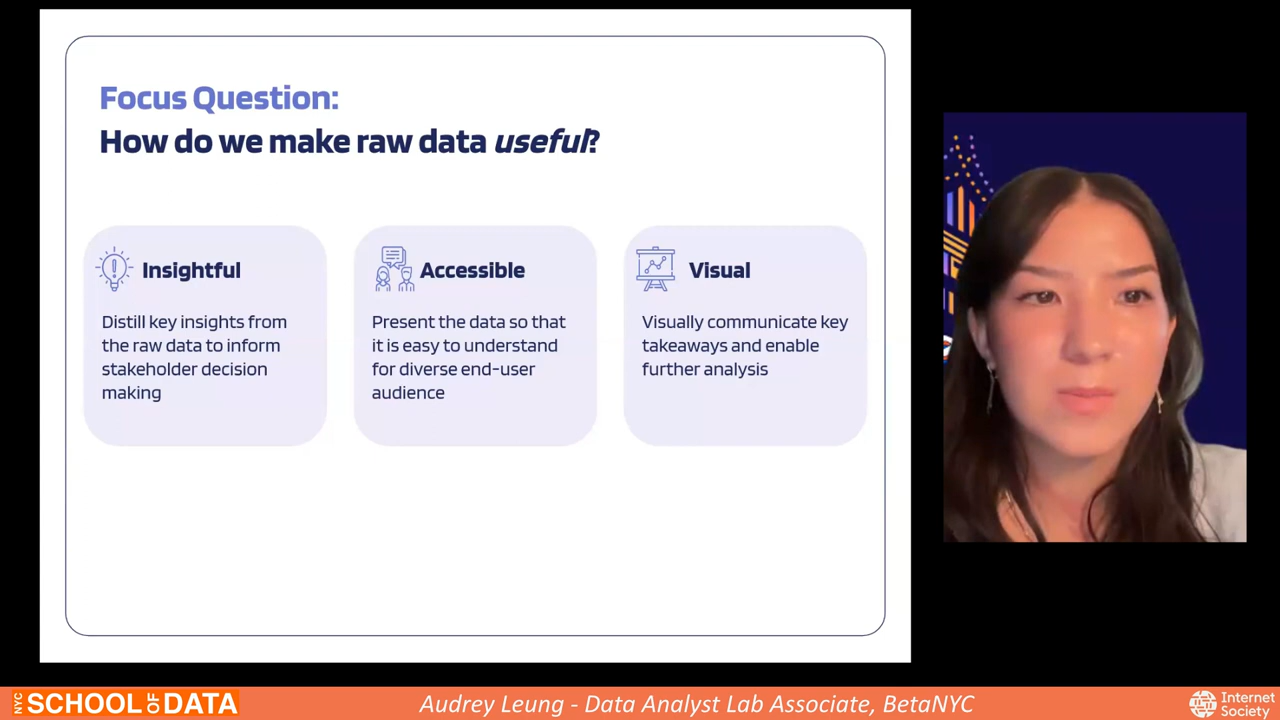 Focus Question:
How do we make raw data useful?
Insightful
Distill key insights from
the raw data to inform
stakeholder decision
making
Accessible
Present the data so that
it is easy to understand
for diverse end-user
audience
Visual
Visually communicate key
takeaways and enable
further analysis
NYC SCHOOL OF DATA
Audrey Leung - Data Analyst Lab Associate, BetaNYC
Internet
Society